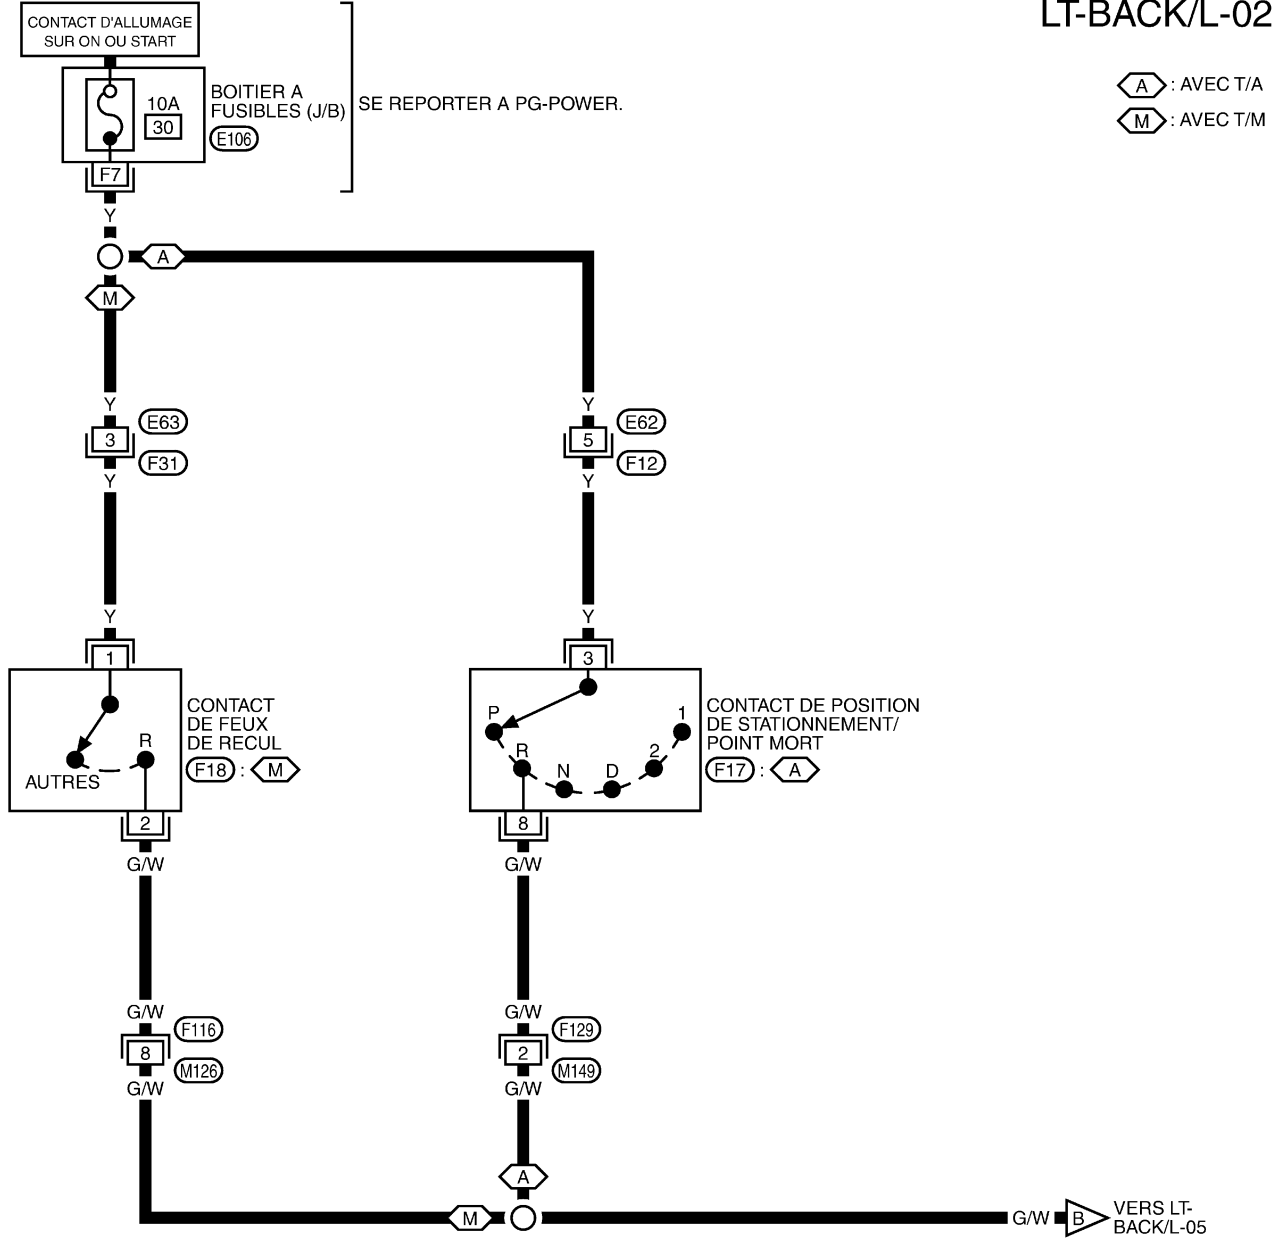 LT-BACK/L-02
CONTACT D'ALLUMAGE
SUR ON OU START
10A
30
BOITIER A
FUSIBLES (J/B)
E106
SE REPORTER A PG-POWER.
A : AVEC T/A
M : AVEC T/M
F7
Y
A
M
Y
E63
3
F31
Y
Y
E62
5
F12
Y
Y
1
CONTACT
DE FEUX
DE RECUL
F18 : M
R
AUTRES
2
G/W
Y
3
P
R
N
D
2
1
CONTACT DE POSITION
DE STATIONNEMENT/
POINT MORT
F17 : A
8
G/W
G/W
F116
8
M126
G/W
G/W
F129
2
M149
G/W
A
M
G/W
B
VERS LT-
BACK/L-05